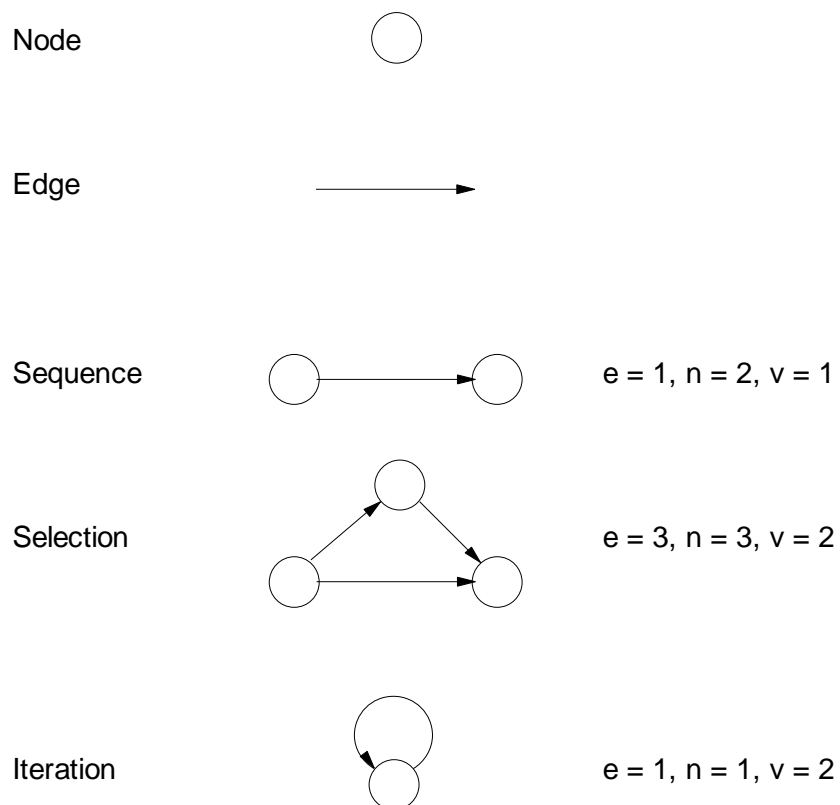 Node
Edge
Sequence e = 1, n = 2, v = 1
Selection e = 3, n = 3, v = 2
Iteration e = 1, n = 1, v = 2